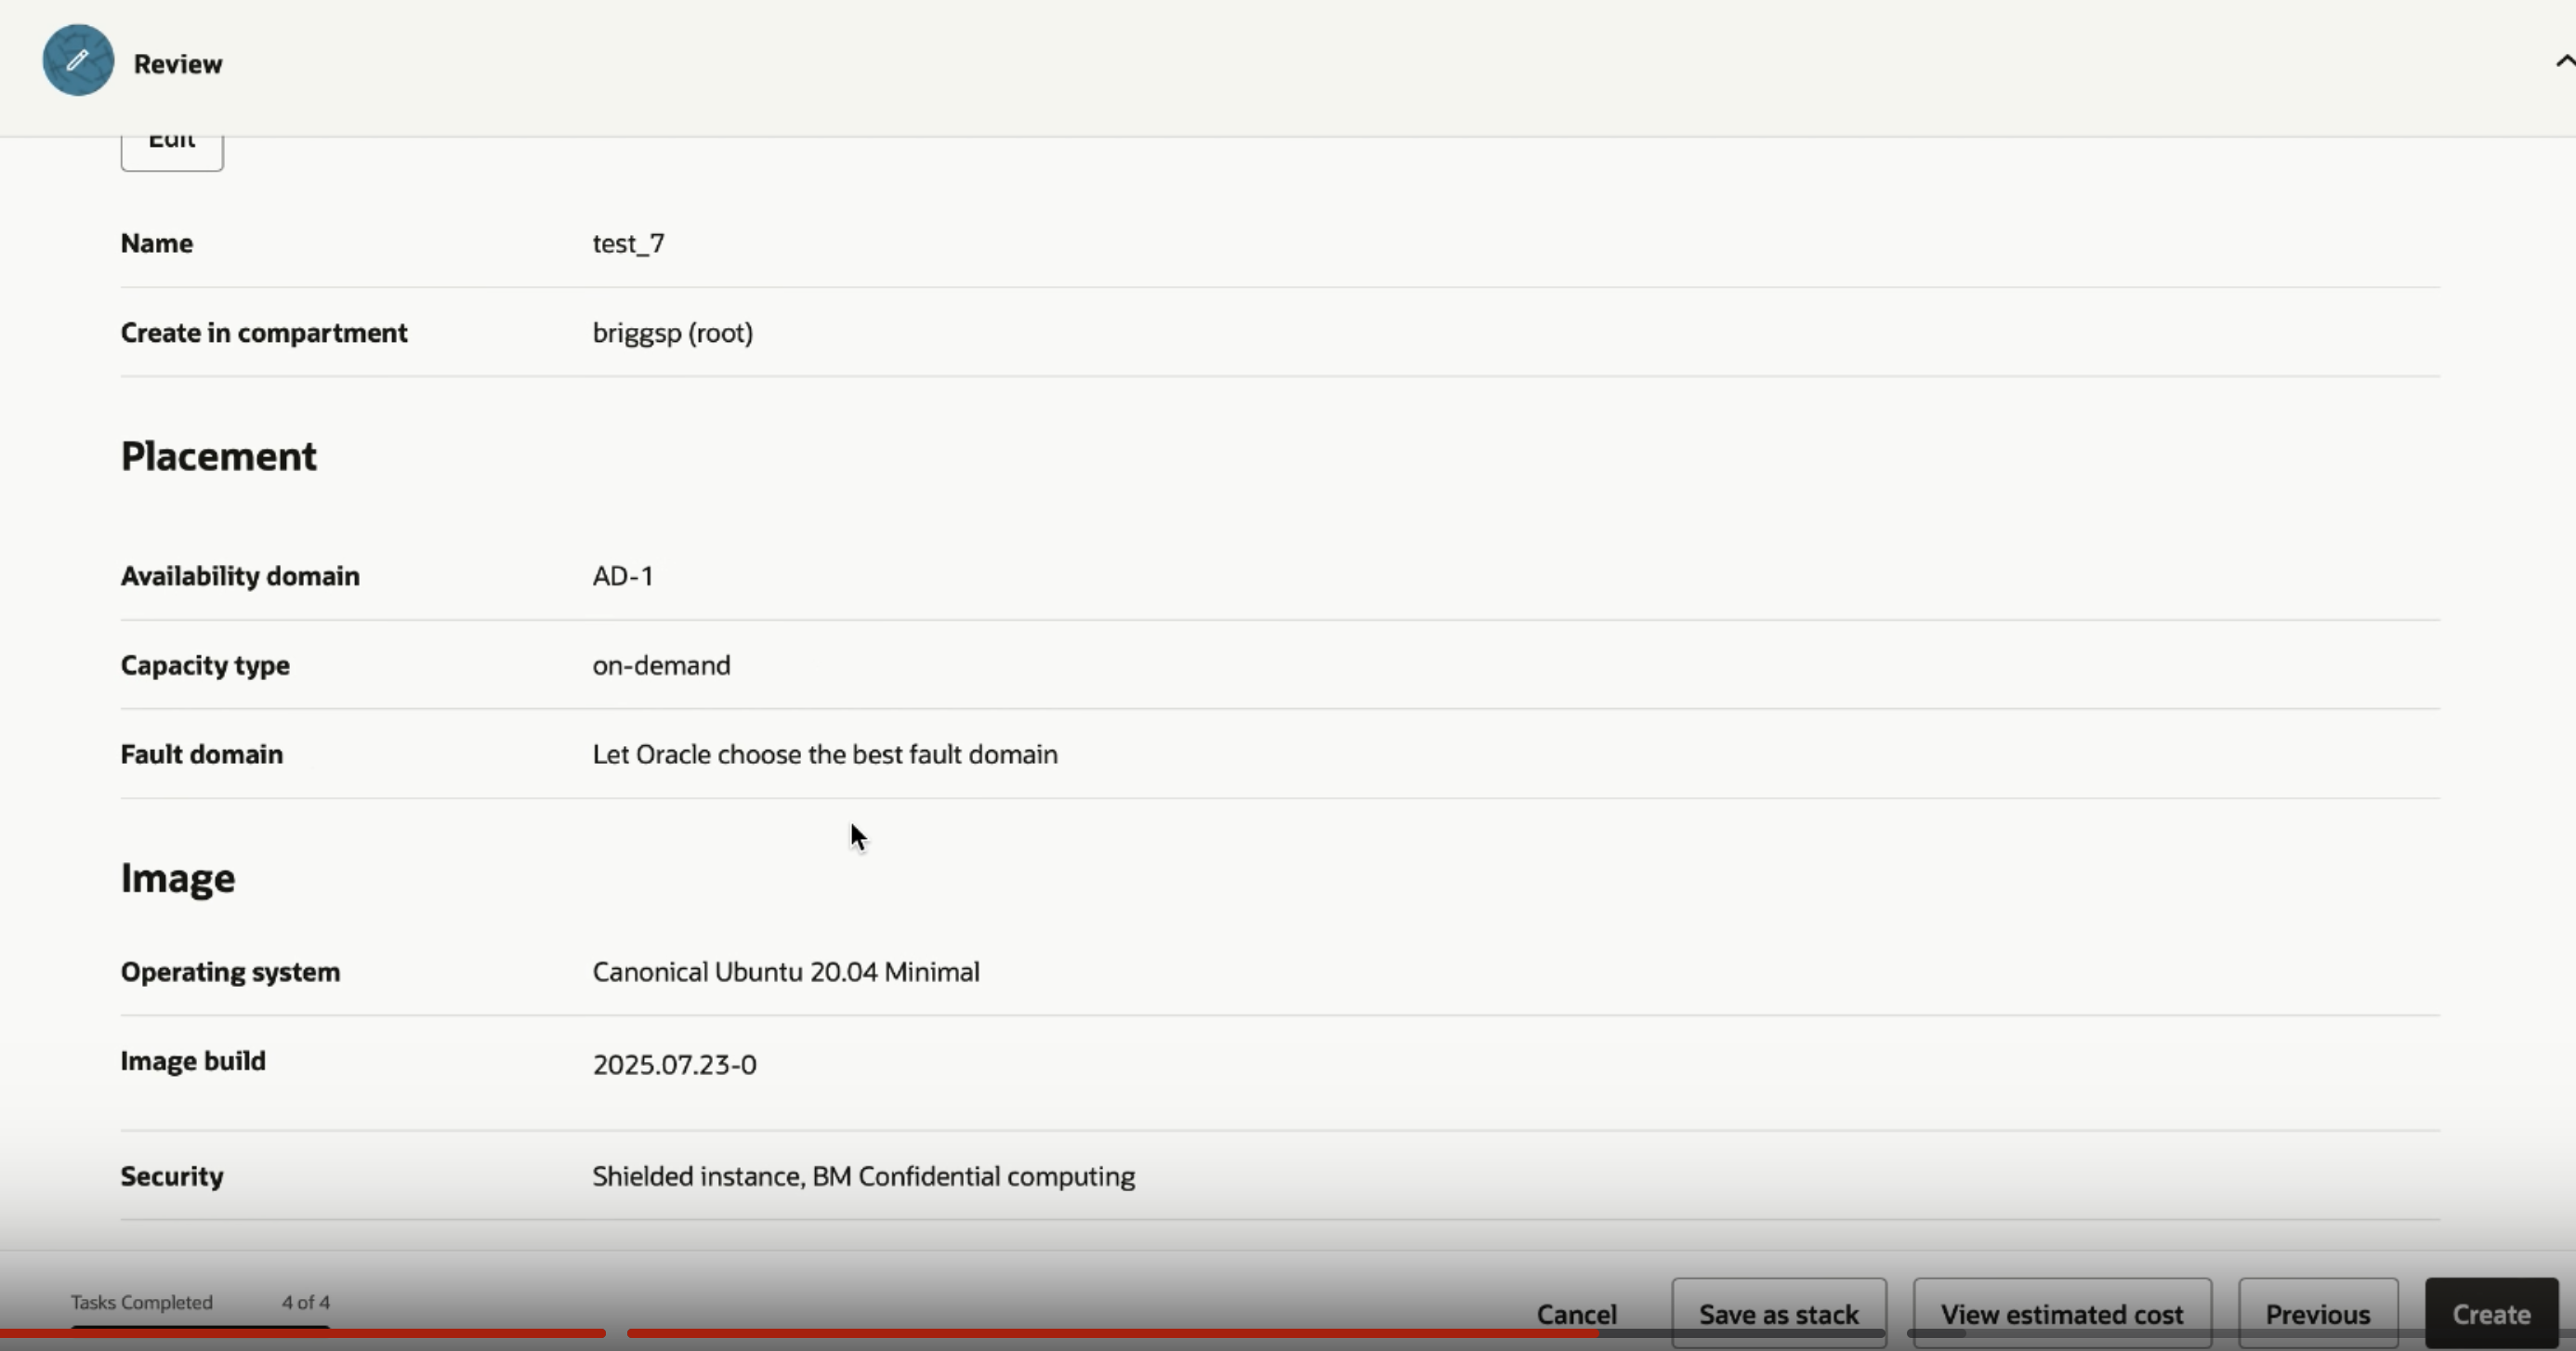 Review
Edit
Name test_7
Create in compartment briggsp (root)
Placement
Availability domain AD-1
Capacity type on-demand
Fault domain Let Oracle choose the best fault domain
Image
Operating system Canonical Ubuntu 20.04 Minimal
Image build 2025.07.23-0
Security Shielded instance, BM Confidential computing
Tasks Completed 4 of 4
Cancel Save as stack View estimated cost Previous Create